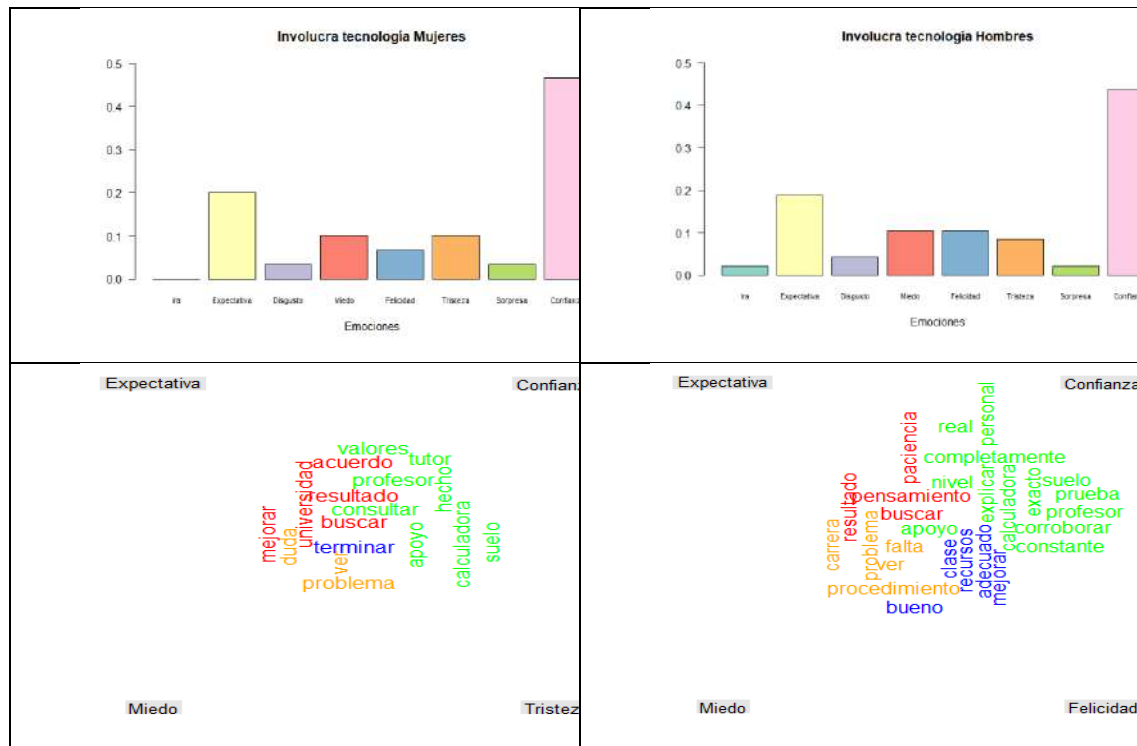 Involucra tecnología Mujeres
0.5
0.4
0.3
0.2
0.1
0.0
Ira Expectativa Disgusto Miedo Felicidad Tristeza Sorpresa Confianz
Emociones
Involucra tecnología Hombres
0.5
0.4
0.3
0.2
0.1
0.0
Ira Expectativa Disgusto Miedo Felicidad Tristeza Sorpresa Confian
Emociones
Expectativa
Confianz
valores
acuerdo
tutor
universidad
profesor
hecho
resultado
consultar
buscar
mejorar
duda
terminar
ver
apoyo
calculadora
suelo
problema
Miedo
Tristez
Expectativa
Confianza
personal
real
paciencia
completamente
nivel
explicar
calculadora
exacto
suelo
prueba
resultado
pensamiento
profesor
buscar
apoyo
corroborar
constante
carrera
problema
falta
ver
clase
recursos
adecuado
mejorar
procedimiento
bueno
Miedo
Felicidad